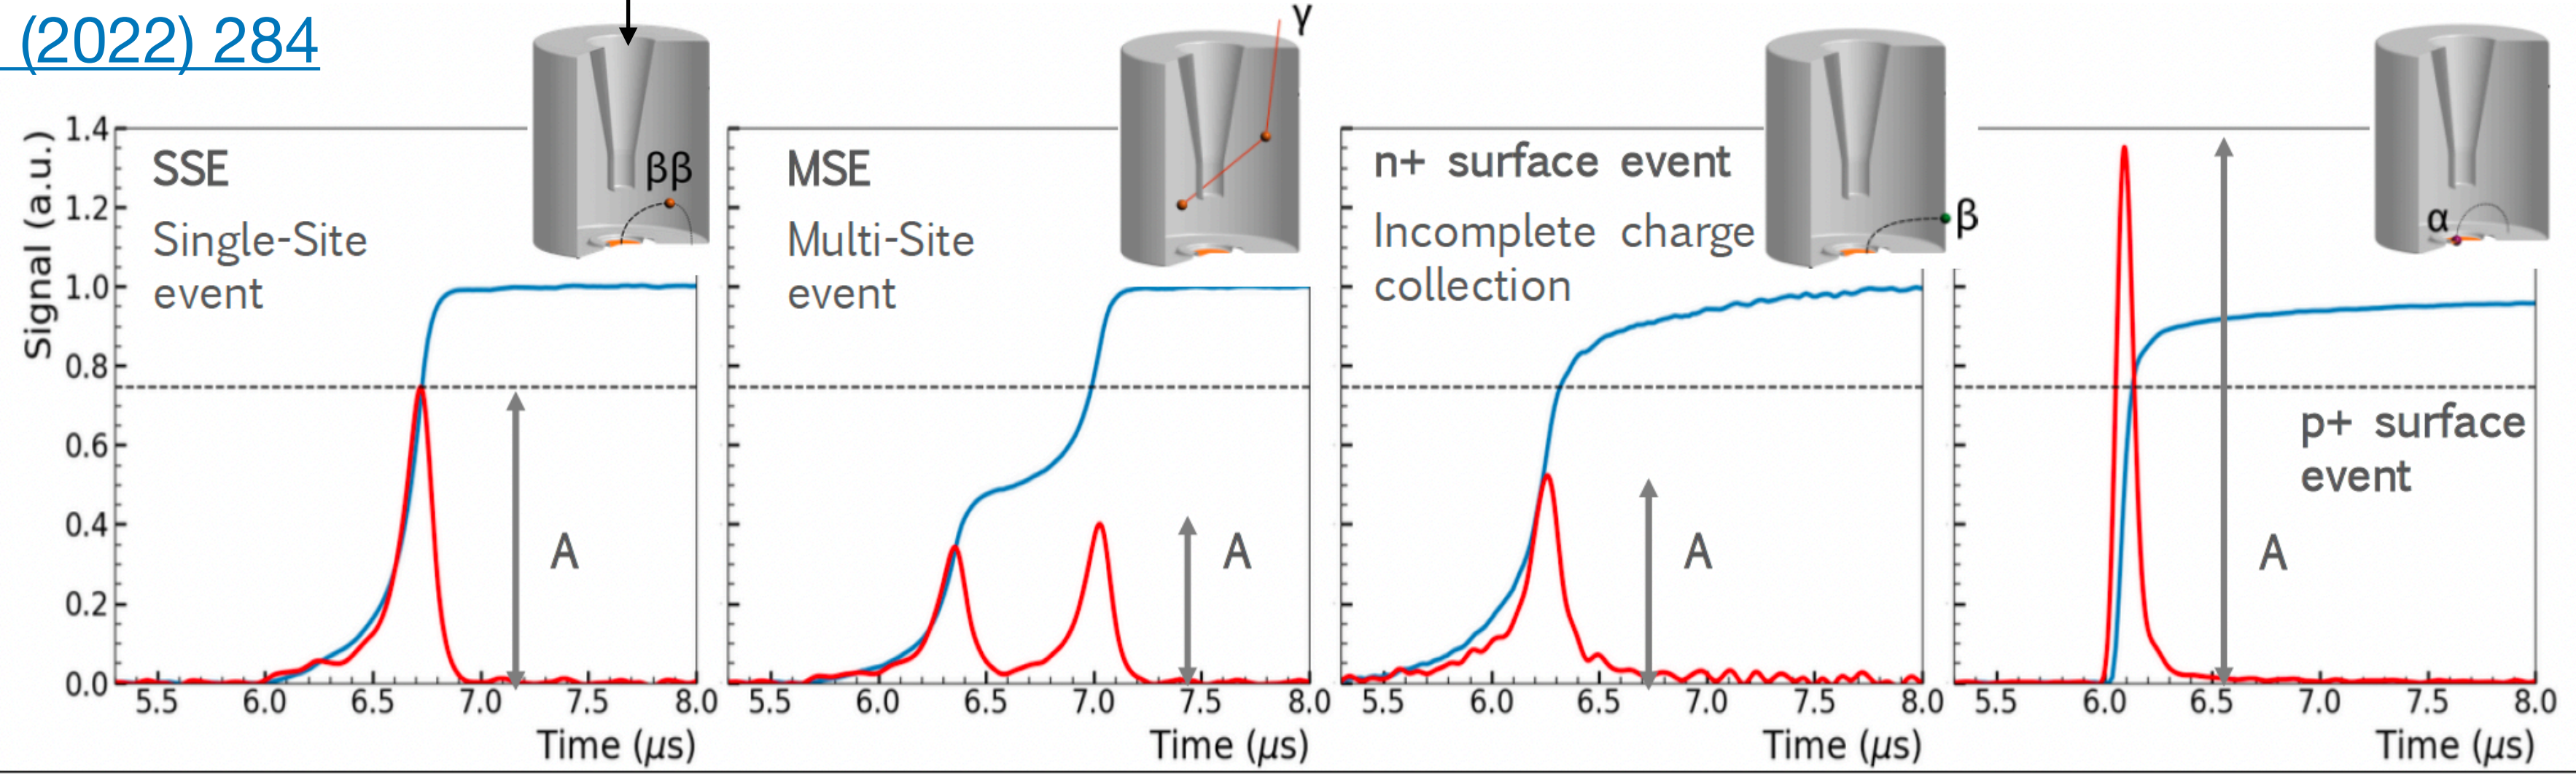 (2022) 284
γ
Signal (a.u.)
1.4
1.2
1.0
0.8
0.6
0.4
0.2
0.0
SSE
Single-Site
event
ββ
A
5.5 6.0 6.5 7.0 7.5 8.0
Time (μs)
MSE
Multi-Site
event
A
5.5 6.0 6.5 7.0 7.5 8.0
Time (μs)
n+ surface event
Incomplete charge
collection
β
A
5.5 6.0 6.5 7.0 7.5 8.0
Time (μs)
α
p+ surface
event
A
5.5 6.0 6.5 7.0 7.5 8.0
Time (μs)